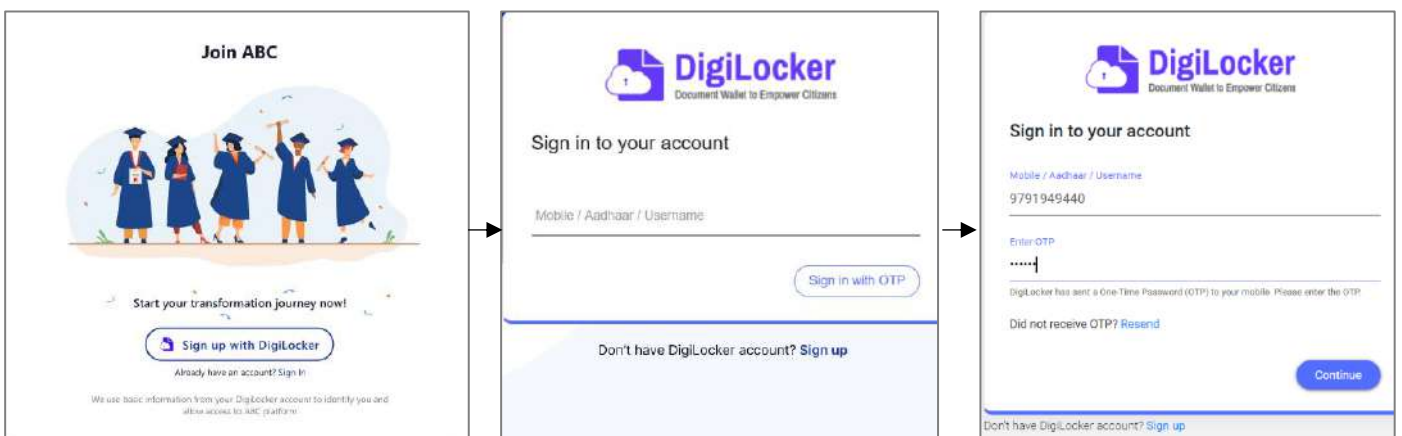 Join ABC
Start your transformation journey now!
Sign up with DigiLocker
Already have an account? Sign In
We use basic information from your Digilocker account to identify you and
allow access to ABC platform
DigiLocker
Document Wallet to Empower Citizens
Sign in to your account
Mobile / Aadhaar / Username
Sign in with OTP
Don't have DigiLocker account? Sign up
DigiLocker
Document Wallet to Empower Citizens
Sign in to your account
Mobile / Aadhaar / Username
9791949440
Enter OTP
••••••
DigiLocker has sent a One-Time Password (OTP) to your mobile. Please enter the OTP.
Did not receive OTP? Resend
Continue
Don't have DigiLocker account? Sign up